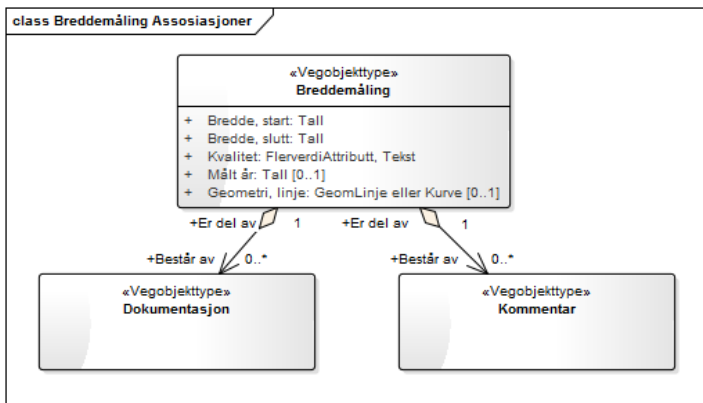 class Breddemåling Assosiasjoner
«Vegobjekttype»
Breddemåling
+ Bredde, start: Tall
+ Bredde, slutt: Tall
+ Kvalitet: FlerverdiAttributt, Tekst
+ Målt år: Tall [0..1]
+ Geometri, linje: GeomLinje eller Kurve [0..1]
+Er del av 1 +Er del av 1
+Består av 0..* +Består av 0..*
«Vegobjekttype»
Dokumentasjon
«Vegobjekttype»
Kommentar